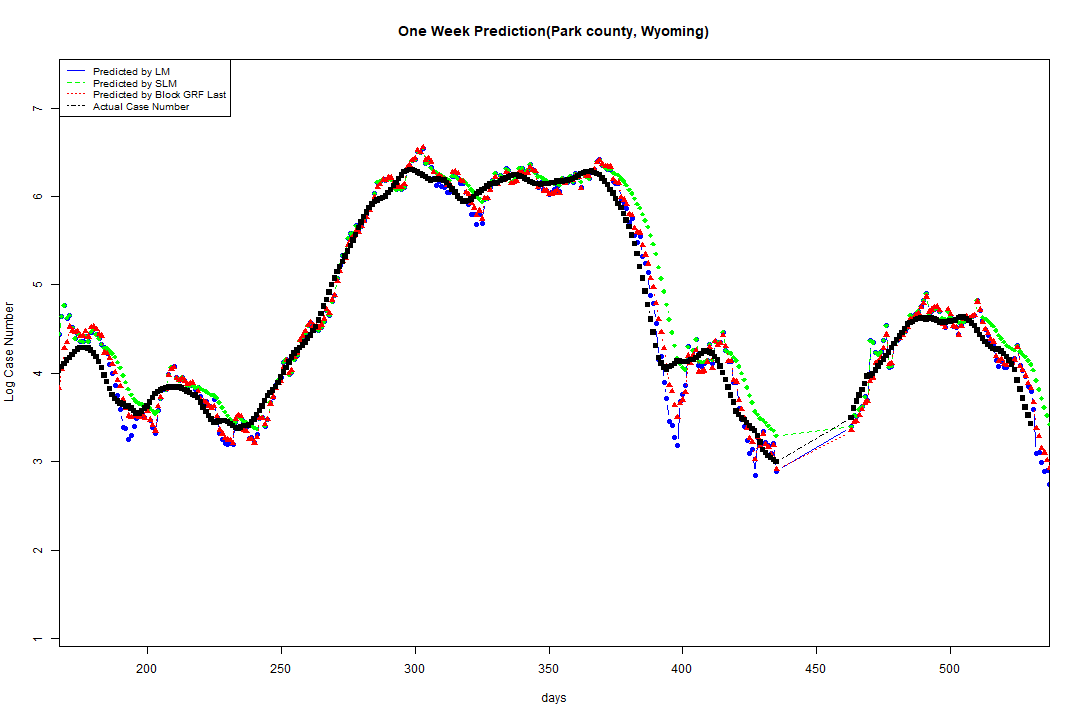 One Week Prediction(Park county, Wyoming)
Predicted by LM
Predicted by SLM
Predicted by Block GRF Last
Actual Case Number
7
6
5
4
3
2
1
Log Case Number
200 250 300 350 400 450 500
days